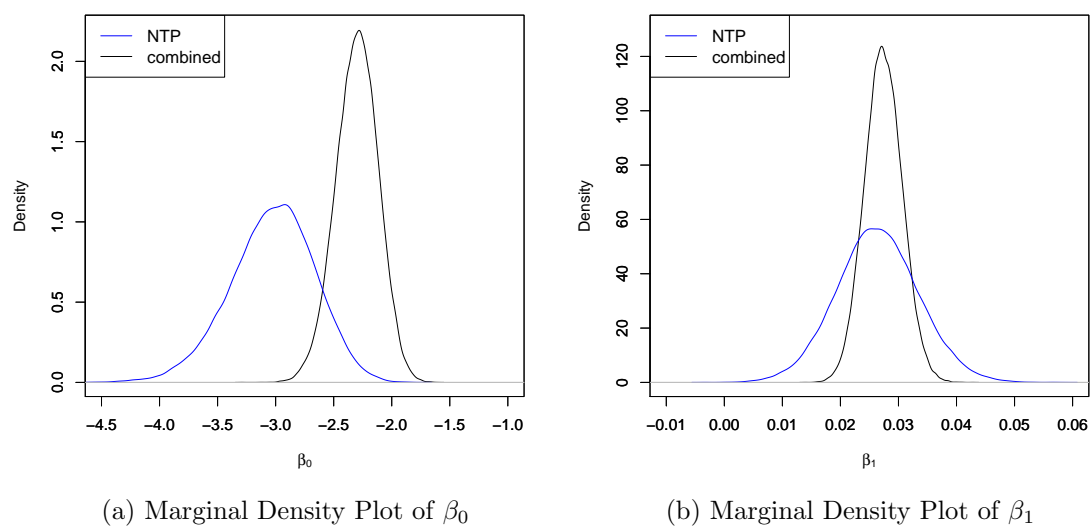 NTP
combined
Density
0.0
0.5
1.0
1.5
2.0
−4.5 −4.0 −3.5 −3.0 −2.5 −2.0 −1.5 −1.0
β₀
(a) Marginal Density Plot of β₀
NTP
combined
Density
0
20
40
60
80
100
120
−0.01 0.00 0.01 0.02 0.03 0.04 0.05 0.06
β₁
(b) Marginal Density Plot of β₁